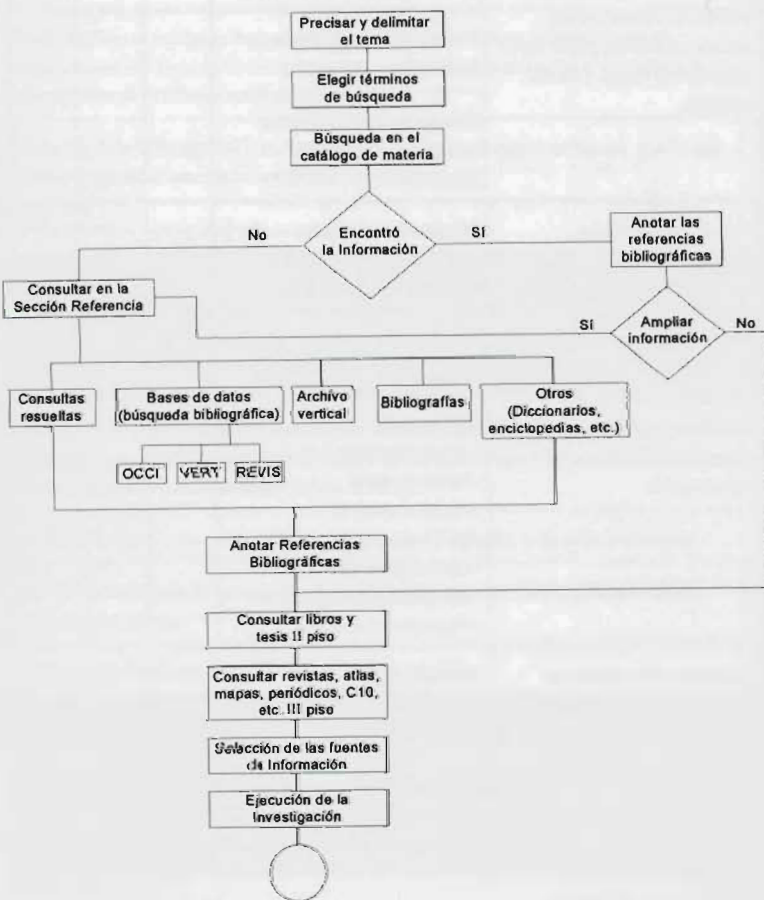 Precisar y delimitar
el tema
Elegir términos
de búsqueda
Búsqueda en el
catálogo de materia
Encontró
la Información
No
Sí
Anotar las
referencias
bibliográficas
Consultar en la
Sección Referencia
Sí
Ampliar
información
No
Consultas
resueltas
Bases de datos
(búsqueda bibliográfica)
Archivo
vertical
Bibliografías
Otros
(Diccionarios,
enciclopedias, etc.)
OCCI
VERT
REVIS
Anotar Referencias
Bibliográficas
Consultar libros y
tesis II piso
Consultar revistas, atlas,
mapas, periódicos, C10,
etc. III piso
Selección de las fuentes
de Información
Ejecución de la
Investigación